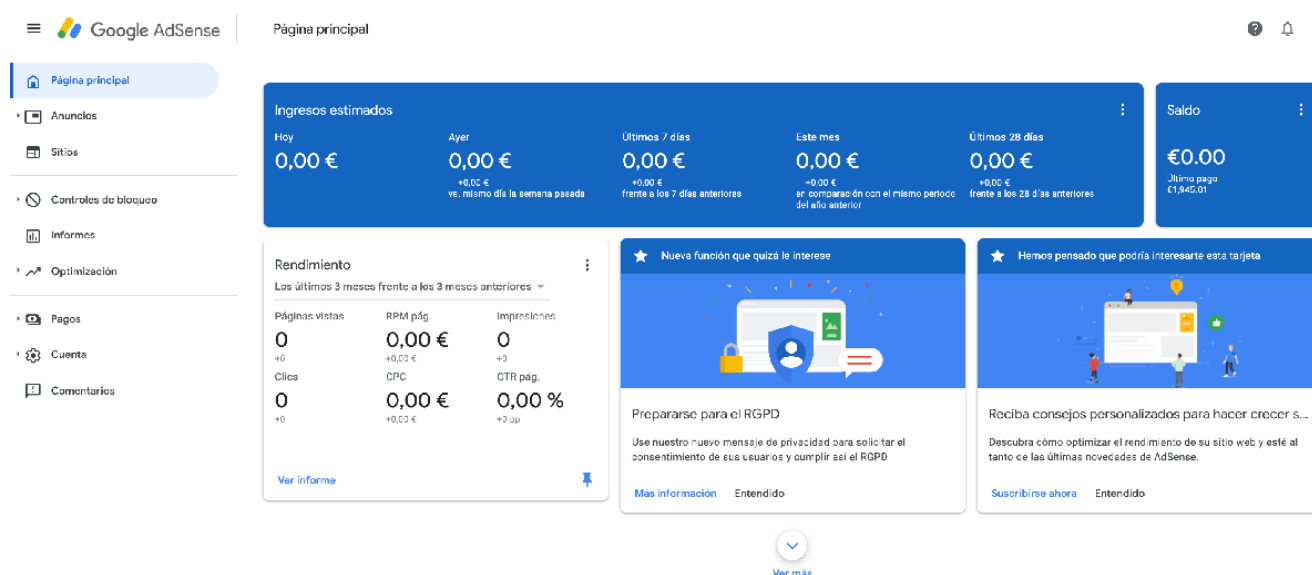 Google AdSense
Página principal
Página principal
Anuncios
Sitios
Controles de bloqueo
Informes
Optimización
Pagos
Cuenta
Comentarios
Ingresos estimados
Hoy
0,00 €
Ayer
0,00 €
+0,00 €
vs. mismo día la semana pasada
Últimos 7 días
0,00 €
+0,00 €
frente a los 7 días anteriores
Este mes
0,00 €
+0,00 €
en comparación con el mismo periodo
del año anterior
Últimos 28 días
0,00 €
+0,00 €
frente a los 28 días anteriores
Saldo
€0.00
Último pago
€1,945.01
Rendimiento
Los últimos 3 meses frente a los 3 meses anteriores
Páginas vistas
0
+0
RPM pág.
0,00 €
+0,00 €
Impresiones
0
+0
Clics
0
+0
CPC
0,00 €
+0,00 €
CTR pág.
0,00 %
+0 pp
Ver informe
Nueva función que quizá le interese
Prepararse para el RGPD
Use nuestro nuevo mensaje de privacidad para solicitar el
consentimiento de sus usuarios y cumplir así el RGPD
Más información Entendido
Hemos pensado que podría interesarte esta tarjeta
Reciba consejos personalizados para hacer crecer s...
Descubra cómo optimizar el rendimiento de su sitio web y esté al
tanto de las últimas novedades de AdSense.
Suscribirse ahora Entendido
Ver más